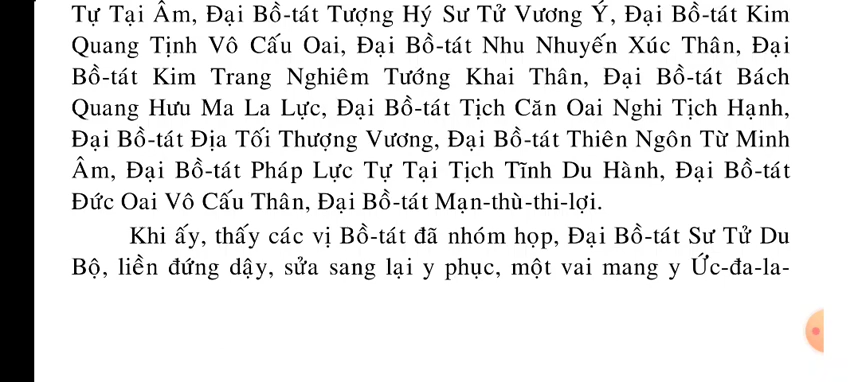 Tự Tại Âm, Đại Bồ-tát Tượng Hý Sư Tử Vương Ý, Đại Bồ-tát Kim
Quang Tịnh Vô Cấu Oai, Đại Bồ-tát Nhu Nhuyến Xúc Thân, Đại
Bồ-tát Kim Trang Nghiêm Tướng Khai Thân, Đại Bồ-tát Bách
Quang Hưu Ma La Lực, Đại Bồ-tát Tịch Căn Oai Nghi Tịch Hạnh,
Đại Bồ-tát Địa Tối Thượng Vương, Đại Bồ-tát Thiên Ngôn Từ Minh
Âm, Đại Bồ-tát Pháp Lực Tự Tại Tịch Tĩnh Du Hành, Đại Bồ-tát
Đức Oai Vô Cấu Thân, Đại Bồ-tát Mạn-thù-thi-lợi.
Khi ấy, thấy các vị Bồ-tát đã nhóm họp, Đại Bồ-tát Sư Tử Du
Bộ, liền đứng dậy, sửa sang lại y phục, một vai mang y Ức-đa-la-